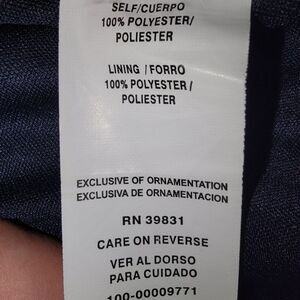 SELF/CUERPO
100% POLYESTER/
POLIESTER
LINING / FORRO
100% POLYESTER /
POLIESTER
EXCLUSIVE OF ORNAMENTATION
EXCLUSIVA DE ORNAMENTACION
RN 39831
CARE ON REVERSE
VER AL DORSO
PARA CUIDADO
100-00009771